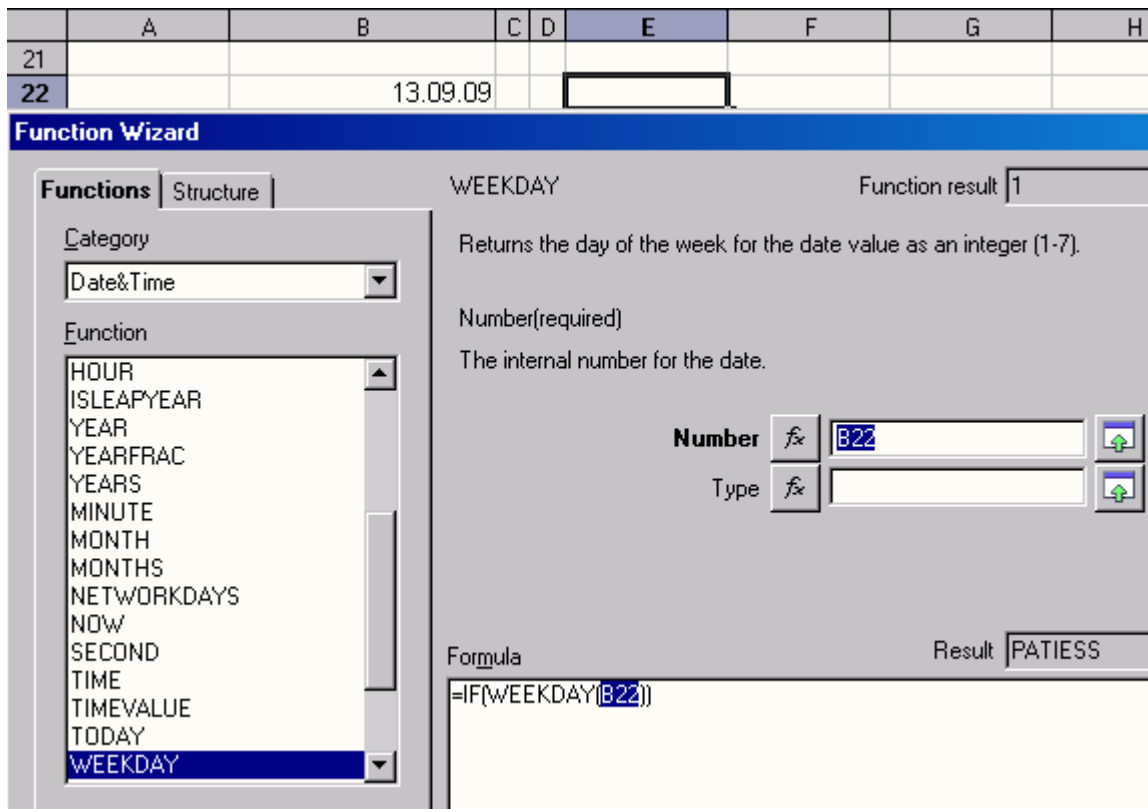 A B C D E F G H
21
22 13.09.09
Function Wizard
Functions Structure
WEEKDAY Function result 1
Category
Returns the day of the week for the date value as an integer (1-7).
Date&Time
Number(required)
Function
The internal number for the date.
HOUR
ISLEAPYEAR
YEAR
YEARFRAC
YEARS
MINUTE
MONTH
MONTHS
NETWORKDAYS
NOW
SECOND
TIME
TIMEVALUE
TODAY
WEEKDAY
Number fx B22
Type fx
Formula Result PATIESS
=IF(WEEKDAY(B22))